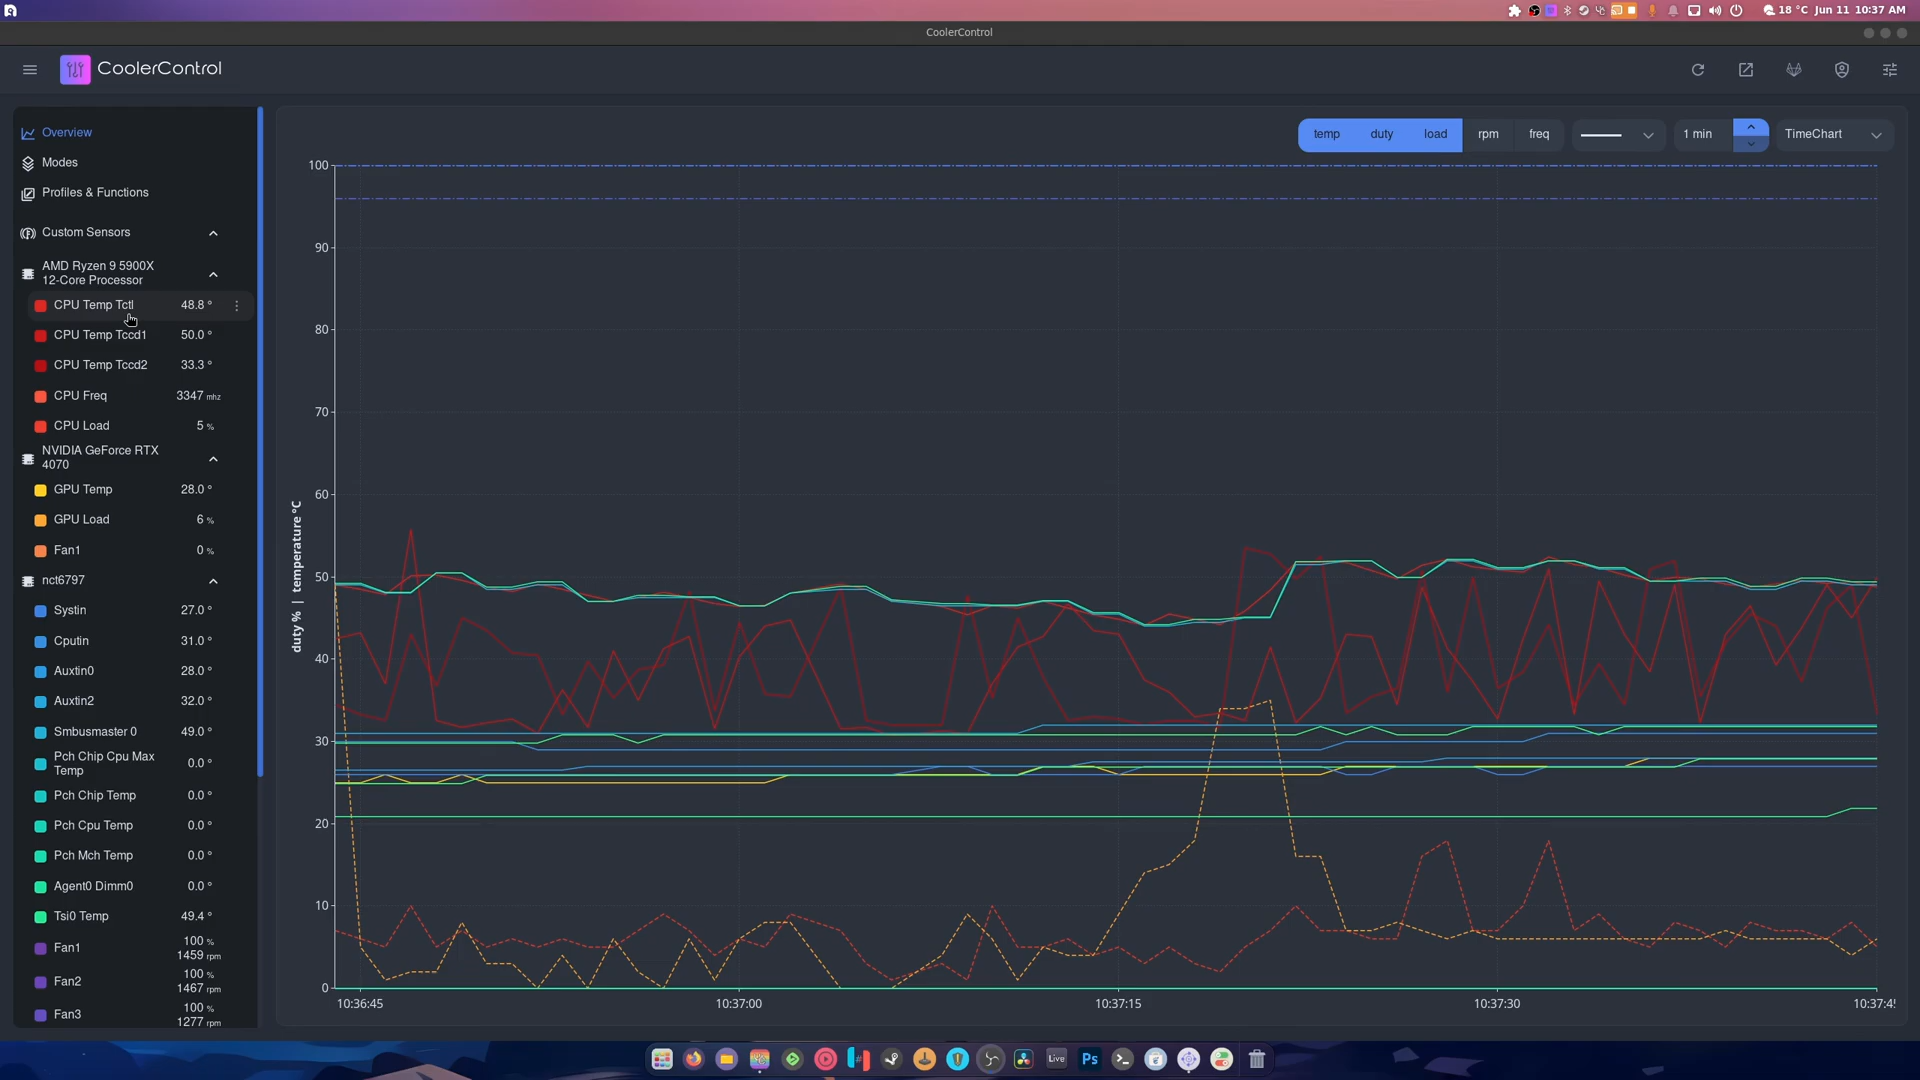 18 °C Jun 11 10:37 AM
CoolerControl
CoolerControl
Overview
Modes
Profiles & Functions
Custom Sensors
AMD Ryzen 9 5900X
12-Core Processor
CPU Temp Tctl 48.8 °
CPU Temp Tccd1 50.0 °
CPU Temp Tccd2 33.3 °
CPU Freq 3347 mhz
CPU Load 5 %
NVIDIA GeForce RTX
4070
GPU Temp 28.0 °
GPU Load 6 %
Fan1 0 %
nct6797
Systin 27.0 °
Cputin 31.0 °
Auxtin0 28.0 °
Auxtin2 32.0 °
Smbusmaster 0 49.0 °
Pch Chip Cpu Max
Temp 0.0 °
Pch Chip Temp 0.0 °
Pch Cpu Temp 0.0 °
Pch Mch Temp 0.0 °
Agent0 Dimm0 0.0 °
Tsi0 Temp 49.4 °
Fan1 100 %
1459 rpm
Fan2 100 %
1467 rpm
Fan3 100 %
1277 rpm
temp duty load rpm freq 1 min TimeChart
duty % | temperature °C
100
90
80
70
60
50
40
30
20
10
0
10:36:45 10:37:00 10:37:15 10:37:30 10:37:4
Live Ps